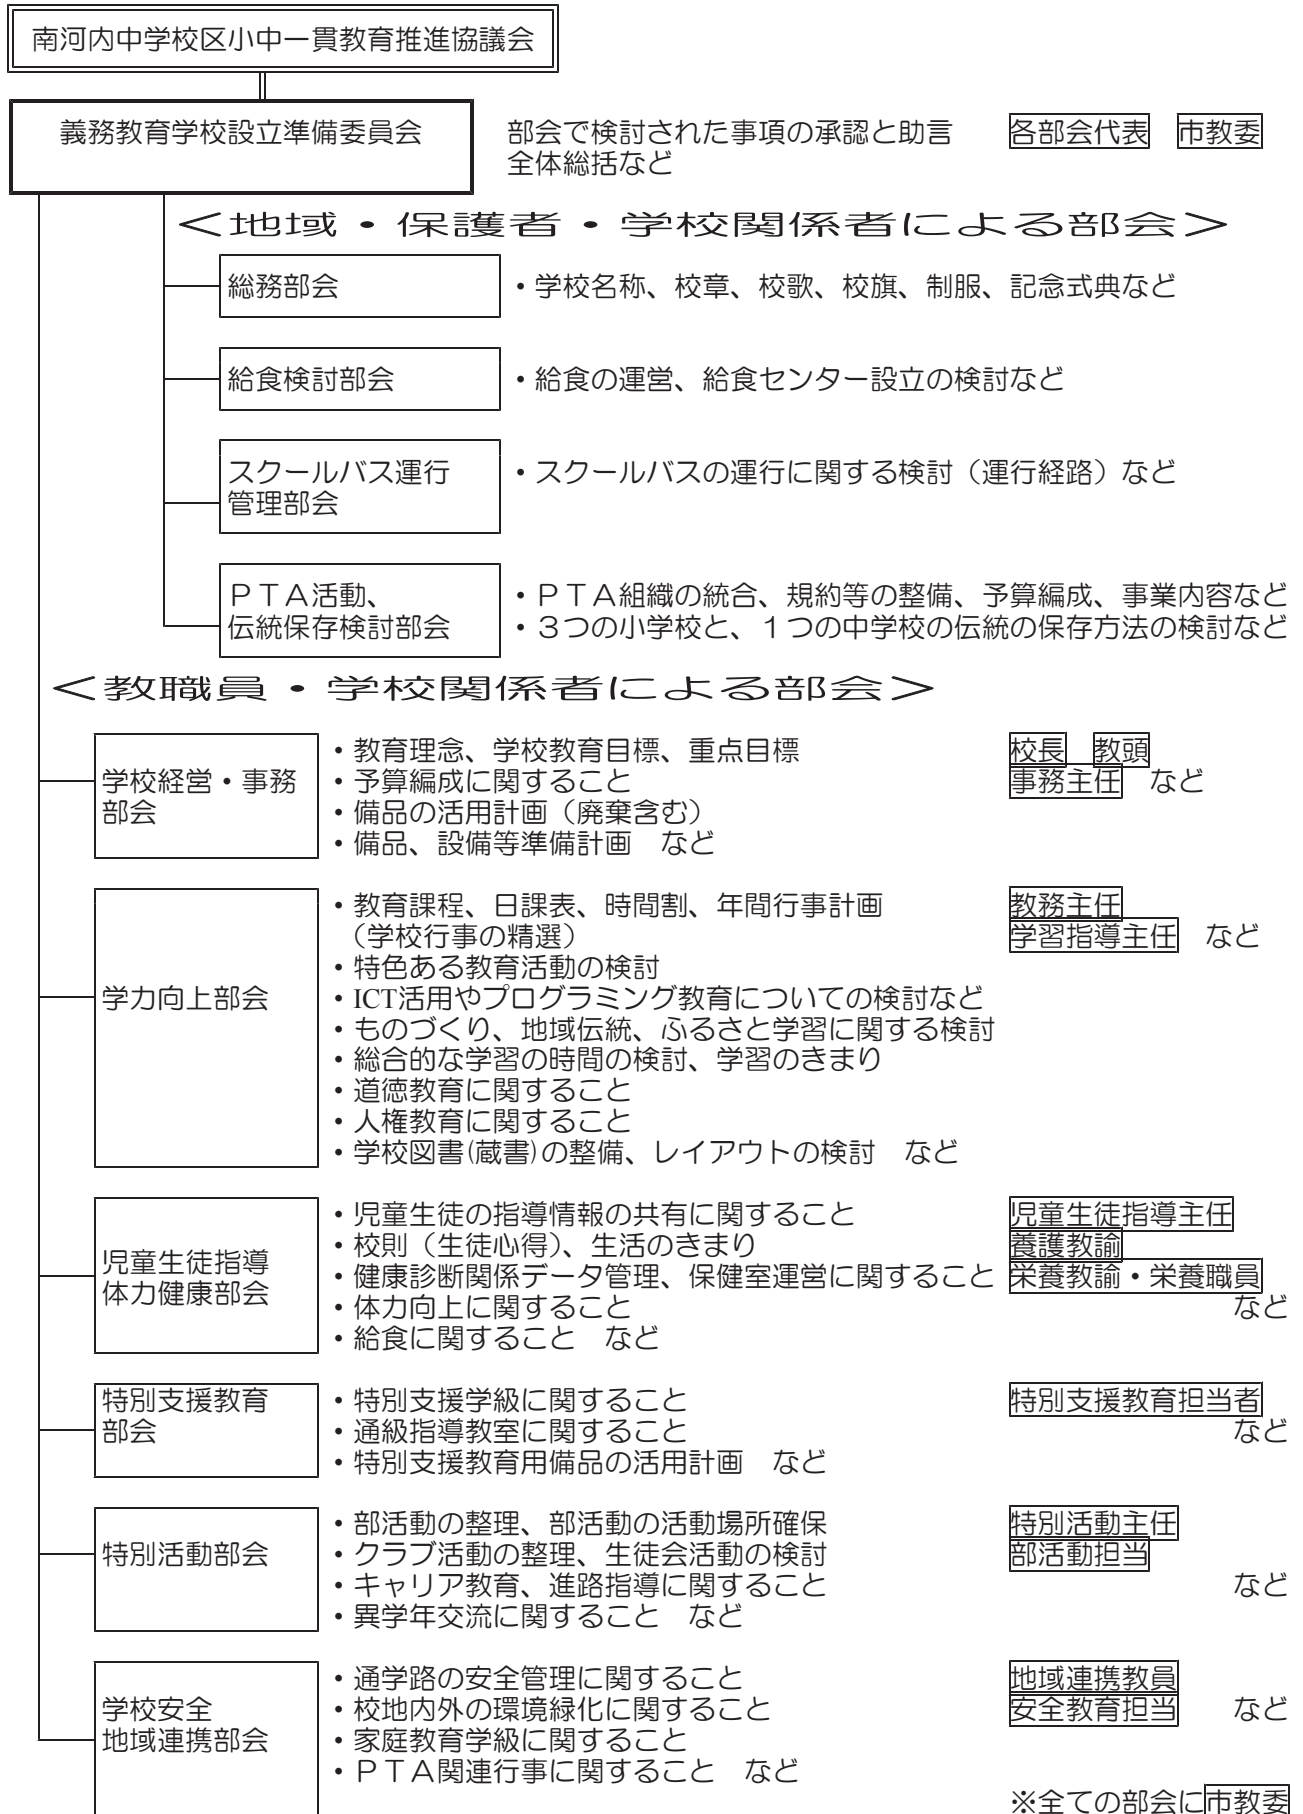 南河内中学校区小中一貫教育推進協議会
義務教育学校設立準備委員会
部会で検討された事項の承認と助言　各部会代表　市教委
全体総括など
＜地域・保護者・学校関係者による部会＞
総務部会
・学校名称、校章、校歌、校旗、制服、記念式典など
給食検討部会
・給食の運営、給食センター設立の検討など
スクールバス運行
管理部会
・スクールバスの運行に関する検討（運行経路）など
ＰＴＡ活動、
伝統保存検討部会
・ＰＴＡ組織の統合、規約等の整備、予算編成、事業内容など
・３つの小学校と、１つの中学校の伝統の保存方法の検討など
＜教職員・学校関係者による部会＞
学校経営・事務
部会
・教育理念、学校教育目標、重点目標
・予算編成に関すること
・備品の活用計画（廃棄含む）
・備品、設備等準備計画　など
校長　教頭
事務主任　など
学力向上部会
・教育課程、日課表、時間割、年間行事計画
（学校行事の精選）
・特色ある教育活動の検討
・ICT活用やプログラミング教育についての検討など
・ものづくり、地域伝統、ふるさと学習に関する検討
・総合的な学習の時間の検討、学習のきまり
・道徳教育に関すること
・人権教育に関すること
・学校図書(蔵書)の整備、レイアウトの検討　など
教務主任
学習指導主任　など
児童生徒指導
体力健康部会
・児童生徒の指導情報の共有に関すること
・校則（生徒心得）、生活のきまり
・健康診断関係データ管理、保健室運営に関すること
・体力向上に関すること
・給食に関すること　など
児童生徒指導主任
養護教諭
栄養教諭・栄養職員
など
特別支援教育
部会
・特別支援学級に関すること
・通級指導教室に関すること
・特別支援教育用備品の活用計画　など
特別支援教育担当者
など
特別活動部会
・部活動の整理、部活動の活動場所確保
・クラブ活動の整理、生徒会活動の検討
・キャリア教育、進路指導に関すること
・異学年交流に関すること　など
特別活動主任
部活動担当
など
学校安全
地域連携部会
・通学路の安全管理に関すること
・校地内外の環境緑化に関すること
・家庭教育学級に関すること
・ＰＴＡ関連行事に関すること　など
地域連携教員
安全教育担当　など
※全ての部会に市教委